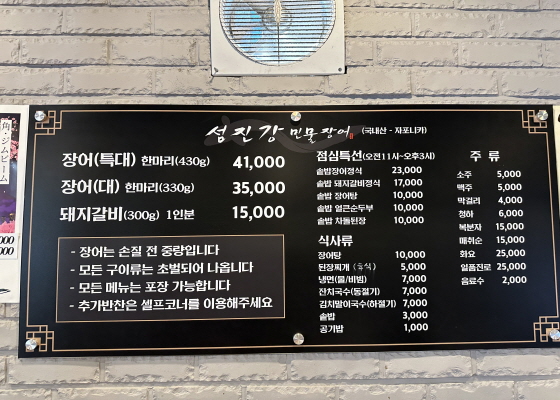 섬진강 민물장어 (국내산 - 자포니카)
장어(특대) 한마리(430g) 41,000
장어(대) 한마리(330g) 35,000
돼지갈비(300g) 1인분 15,000
- 장어는 손질 전 중량입니다
- 모든 구이류는 초벌되어 나옵니다
- 모든 메뉴는 포장 가능합니다
- 추가반찬은 셀프코너를 이용해주세요
점심특선(오전11시~오후3시)
솥밥장어정식 23,000
솥밥 돼지갈비정식 17,000
솥밥 장어탕 10,000
솥밥 얼큰순두부 10,000
솥밥 차돌된장 10,000
식사류
장어탕 10,000
된장찌개 (후식) 5,000
냉면(물/비빔) 7,000
잔치국수(동절기) 7,000
김치말이국수(하절기) 7,000
솥밥 3,000
공기밥 1,000
주 류
소주 5,000
맥주 5,000
막걸리 4,000
청하 6,000
복분자 15,000
매취순 15,000
화요 25,000
일품진로 25,000
음료수 2,000
角ジムビーム
000
000